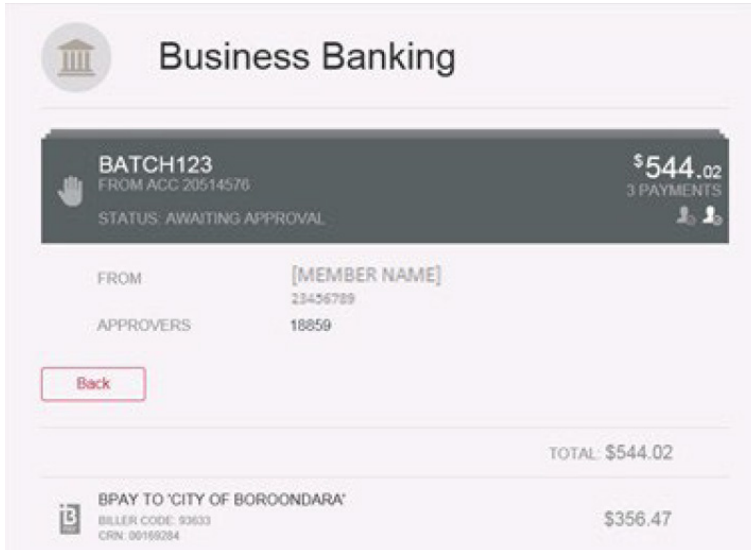 Business Banking
BATCH123
$544.02
FROM ACC 20514576
3 PAYMENTS
STATUS: AWAITING APPROVAL
FROM
[MEMBER NAME]
23456789
APPROVERS
18859
Back
TOTAL: $544.02
BPAY TO 'CITY OF BOROONDARA'
BILLER CODE: 93633
$356.47
CRN: 00169284